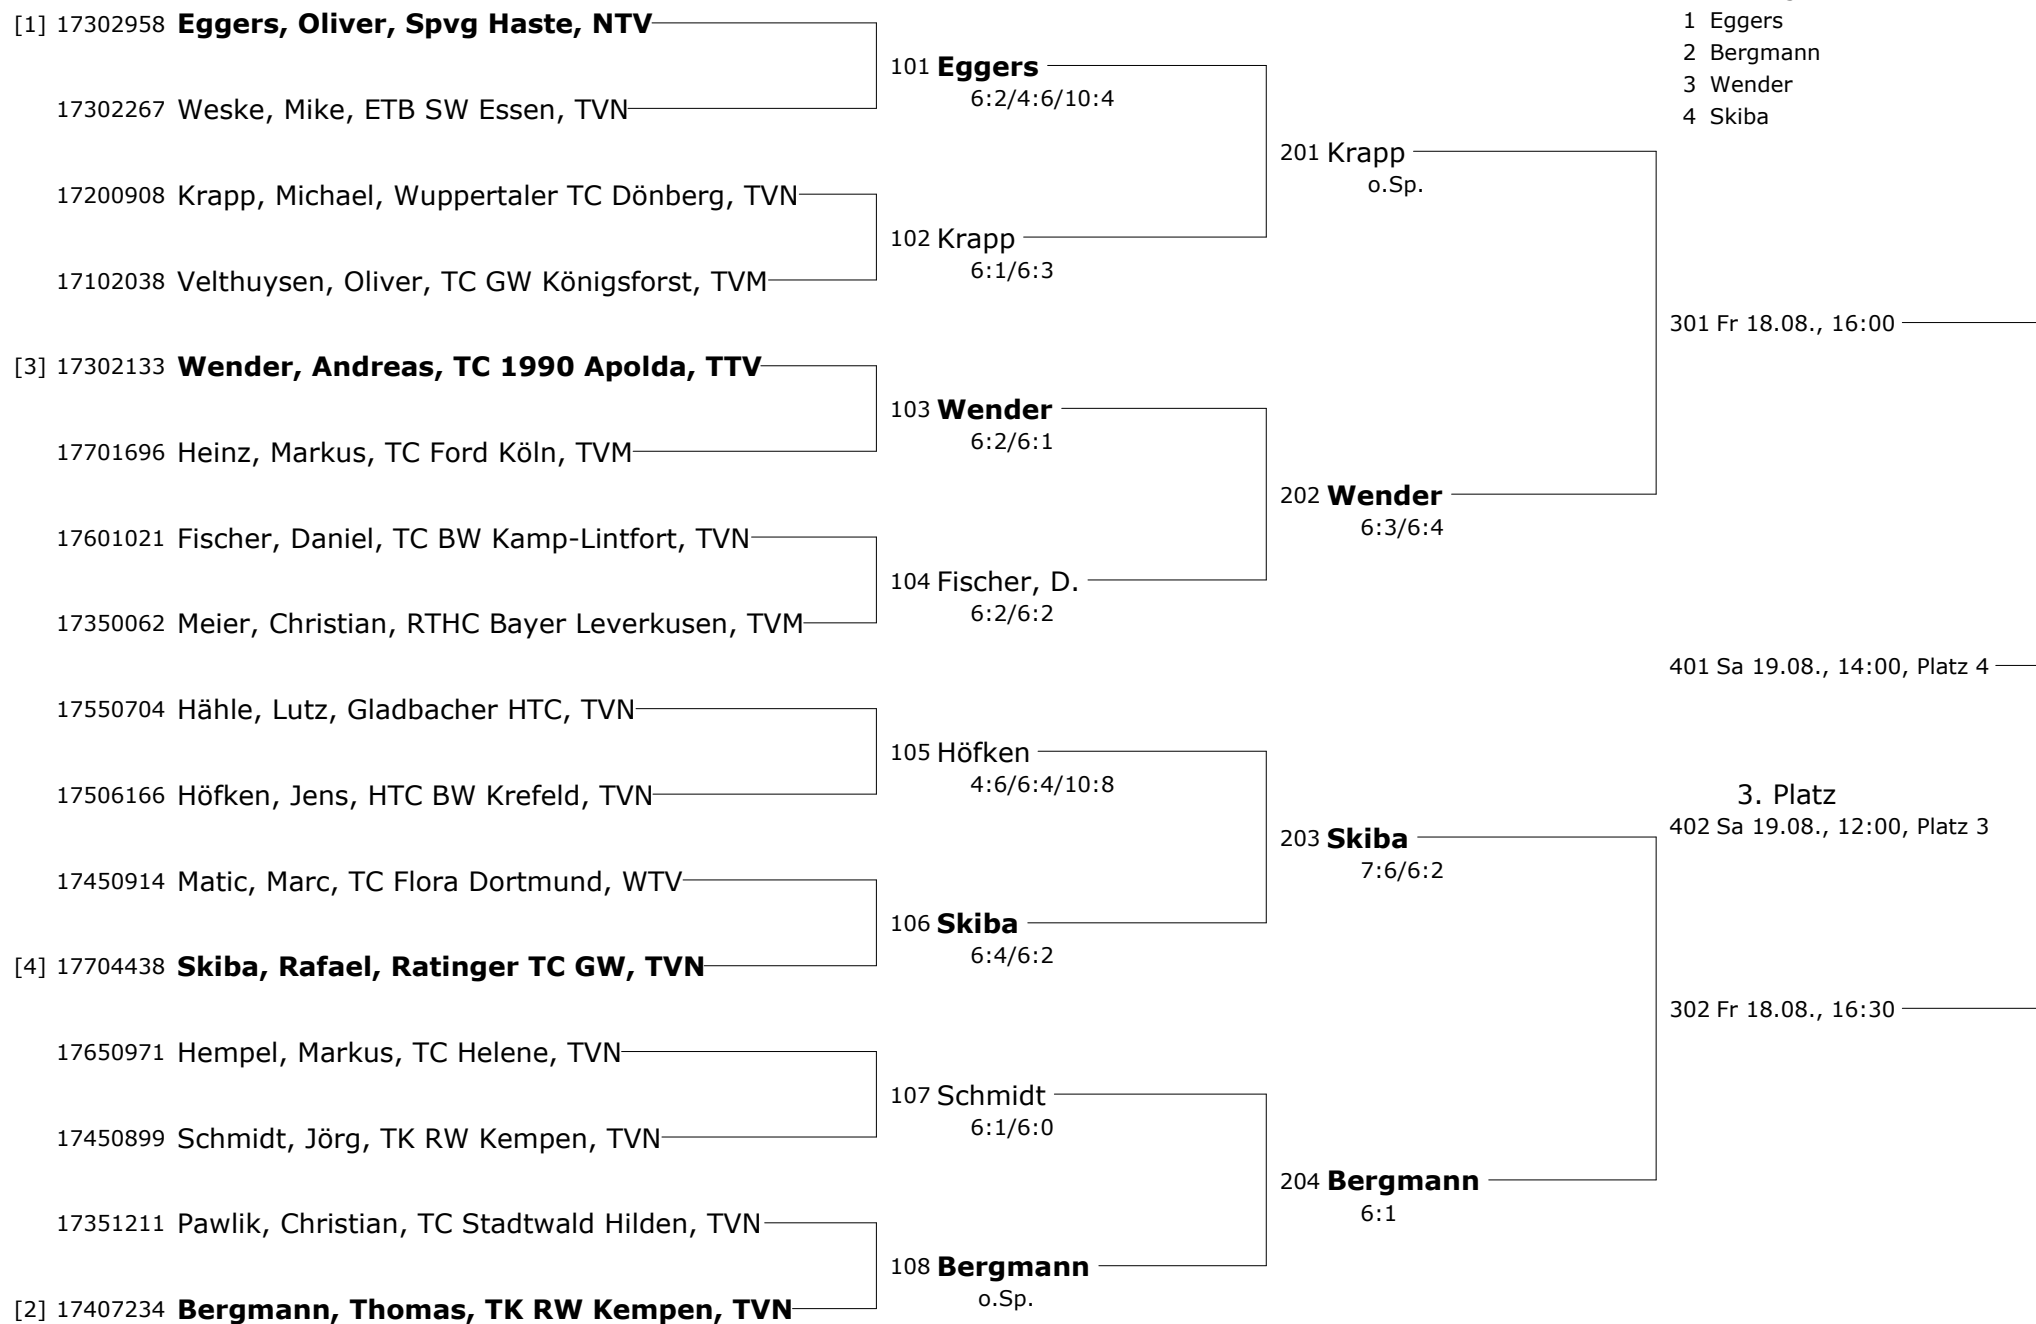 [1] 17302958 Eggers, Oliver, Spvg Haste, NTV
17302267 Weske, Mike, ETB SW Essen, TVN
17200908 Krapp, Michael, Wuppertaler TC Dönberg, TVN
17102038 Velthuysen, Oliver, TC GW Königsforst, TVM
[3] 17302133 Wender, Andreas, TC 1990 Apolda, TTV
17701696 Heinz, Markus, TC Ford Köln, TVM
17601021 Fischer, Daniel, TC BW Kamp-Lintfort, TVN
17350062 Meier, Christian, RTHC Bayer Leverkusen, TVM
17550704 Hähle, Lutz, Gladbacher HTC, TVN
17506166 Höfken, Jens, HTC BW Krefeld, TVN
17450914 Matic, Marc, TC Flora Dortmund, WTV
[4] 17704438 Skiba, Rafael, Ratinger TC GW, TVN
17650971 Hempel, Markus, TC Helene, TVN
17450899 Schmidt, Jörg, TK RW Kempen, TVN
17351211 Pawlik, Christian, TC Stadtwald Hilden, TVN
[2] 17407234 Bergmann, Thomas, TK RW Kempen, TVN
101 Eggers
6:2/4:6/10:4
102 Krapp
6:1/6:3
103 Wender
6:2/6:1
104 Fischer, D.
6:2/6:2
105 Höfken
4:6/6:4/10:8
106 Skiba
6:4/6:2
107 Schmidt
6:1/6:0
108 Bergmann
o.Sp.
201 Krapp
o.Sp.
202 Wender
6:3/6:4
203 Skiba
7:6/6:2
204 Bergmann
6:1
1 Eggers
2 Bergmann
3 Wender
4 Skiba
301 Fr 18.08., 16:00
401 Sa 19.08., 14:00, Platz 4
3. Platz
402 Sa 19.08., 12:00, Platz 3
302 Fr 18.08., 16:30